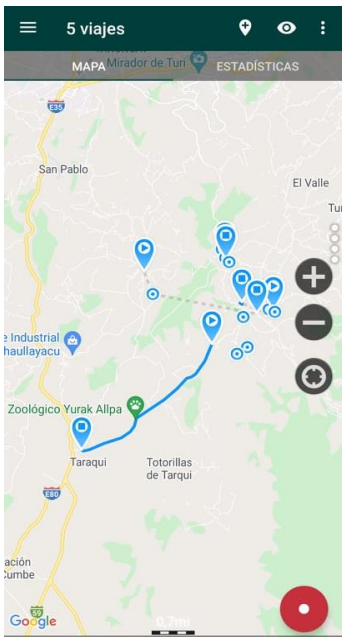 5 viajes
MAPA
ESTADÍSTICAS
Mirador de Turi
E35
San Pablo
El Valle
Tu
e Industrial
haullayacu
Zoológico Yurak Allpa
Taraqui
Totorillas
de Tarqui
E80
ación
Cumbe
59
Google
0,7mi